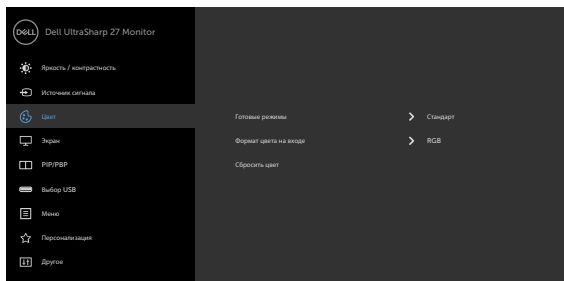 DELL Dell UltraSharp 27 Monitor
Яркость / контрастность
Источник сигнала
Цвет
Экран
PIP/PBP
Выбор USB
Меню
Персонализация
Другое
Готовые режимы Стандарт
Формат цвета на входе RGB
Сбросить цвет